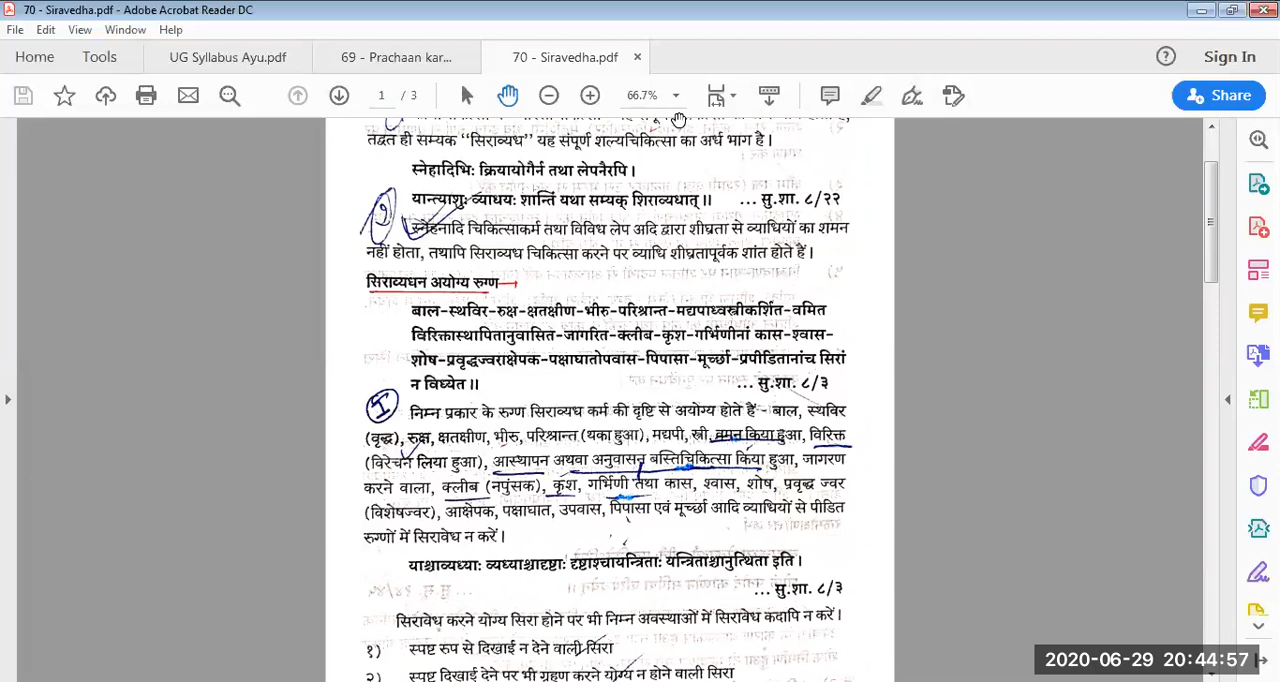 70 - Siravedha.pdf - Adobe Acrobat Reader DC
File Edit View Window Help
Home Tools UG Syllabus Ayu.pdf 69 - Prachaan kar... 70 - Siravedha.pdf × Sign In
1 / 3 66.7% Share
तद्वत ही सम्यक ‘‘सिराव्यध’’ यह संपूर्ण शल्यचिकित्सा का अर्ध भाग है।
स्नेहादिभिः क्रियायोगैर्न तथा लेपनैरपि।
यान्त्याशुः व्याधयः शान्तिं यथा सम्यक् शिराव्यधात्।। ... सु.शा. ८/२२
स्नेहनादि चिकित्साकर्म तथा विविध लेप अदि द्वारा शीघ्रता से व्याधियों का शमन
नहीं होता, तथापि सिराव्यध चिकित्सा करने पर व्याधि शीघ्रतापूर्वक शांत होते हैं।
सिराव्यधन अयोग्य रुग्ण
बाल-स्थविर-रुक्ष-क्षतक्षीण-भीरु-परिश्रान्त-मद्यपाध्वस्त्रीकर्शित-वमित
विरिक्तास्थापितानुवासित-जागरित-क्लीब-कृश-गर्भिणीनां कास-श्वास-
शोष-प्रवृद्धज्वराक्षेपक-पक्षाघातोपवास-पिपासा-मूर्च्छा-प्रपीडितानांच सिरां
न विध्येत।। ... सु.शा. ८/३
I निम्न प्रकार के रुग्ण सिराव्यध कर्म की दृष्टि से अयोग्य होते हैं - बाल, स्थविर
(वृद्ध), रुक्ष, क्षतक्षीण, भीरु, परिश्रान्त (थका हुआ), मद्यपी, स्त्री, वमन किया हुआ, विरिक्त
(विरेचन लिया हुआ), आस्थापन अथवा अनुवासन बस्तिचिकित्सा किया हुआ, जागरण
करने वाला, क्लीब (नपुंसक), कृश, गर्भिणी तथा कास, श्वास, शोष, प्रवृद्ध ज्वर
(विशेषज्वर), आक्षेपक, पक्षाघात, उपवास, पिपासा एवं मूर्च्छा आदि व्याधियों से पीडित
रुग्णों में सिरावेध न करें।
याश्चाव्यध्याः व्यध्याश्चादृष्टाः दृष्टाश्चायन्त्रिताः यन्त्रिताश्चानुत्थिता इति।
... सु.शा. ८/३
सिरावेध करने योग्य सिरा होने पर भी निम्न अवस्थाओं में सिरावेध कदापि न करें।
१) स्पष्ट रुप से दिखाई न देने वाली सिरा
२) स्पष्ट दिखाई देने पर भी ग्रहण करने योग्य न होने वाली सिरा
2020-06-29 20:44:57